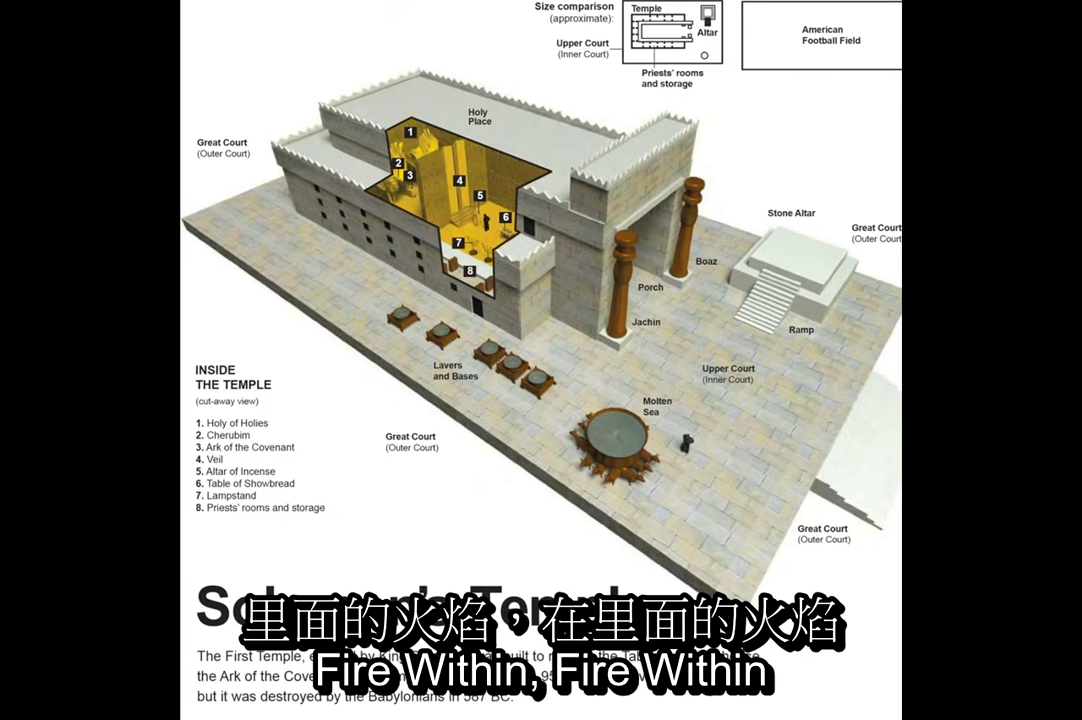 Size comparison
(approximate):
Temple
Altar
Upper Court
(Inner Court)
Priests' rooms
and storage
American
Football Field
Holy
Place
Great Court
(Outer Court)
1
2
3
4
5
6
7
8
Stone Altar
Great Court
(Outer Court)
Boaz
Porch
Jachin
Ramp
Lavers
and Bases
Upper Court
(Inner Court)
Molten
Sea
INSIDE
THE TEMPLE
(cut-away view)
1. Holy of Holies
2. Cherubim
3. Ark of the Covenant
4. Veil
5. Altar of Incense
6. Table of Showbread
7. Lampstand
8. Priests' rooms and storage
Great Court
(Outer Court)
Great Court
(Outer Court)
里面的火焰，在里面的火焰
The First Temple, by built to
Fire Within, Fire Within
the Ark of the
but it was destroyed by the Babylonians in 587 BC.